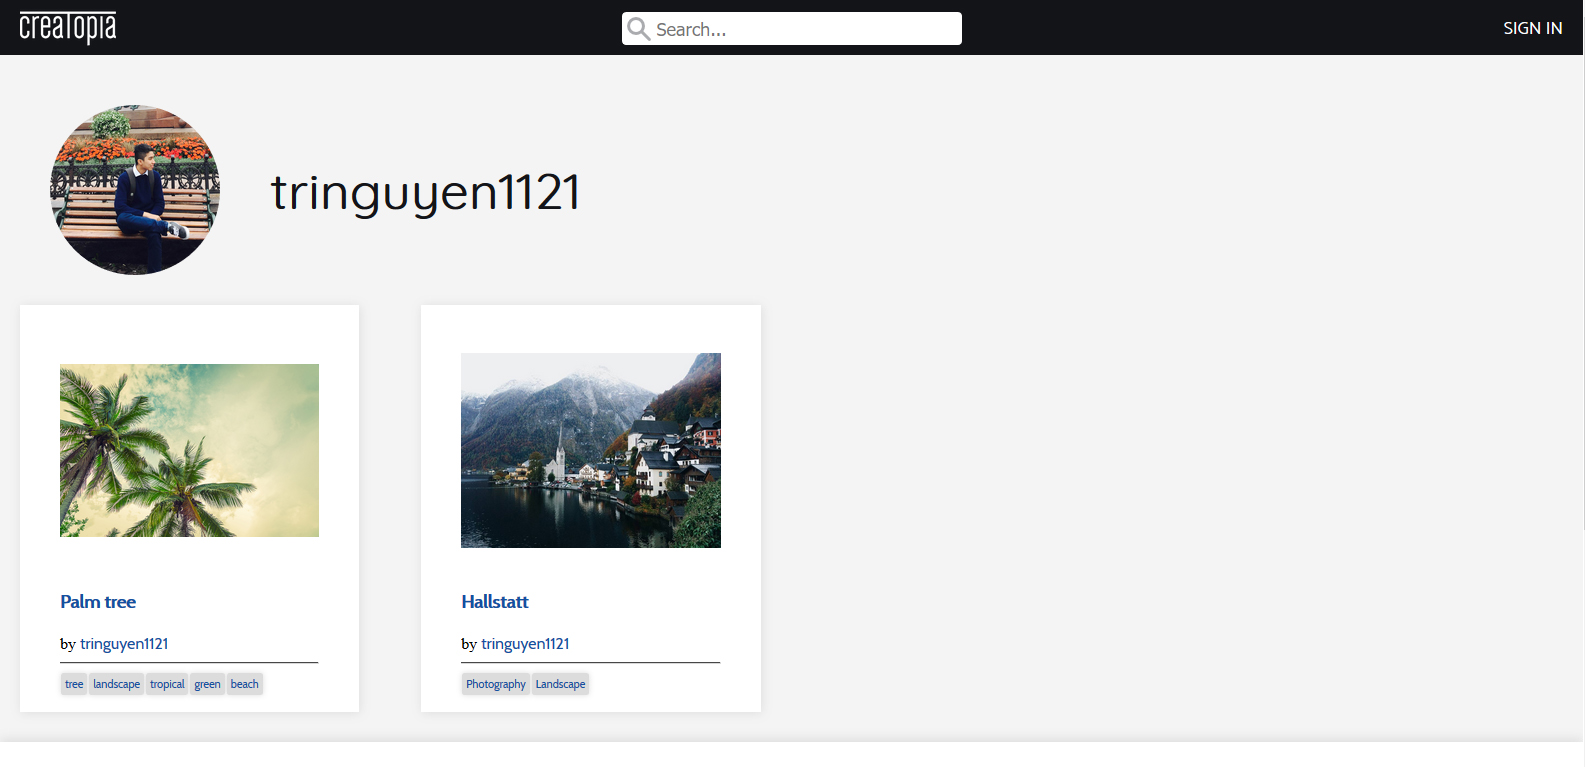 creatopia
Search...
SIGN IN
tringuyen1121
Palm tree
by tringuyen1121
tree landscape tropical green beach
Hallstatt
by tringuyen1121
Photography Landscape